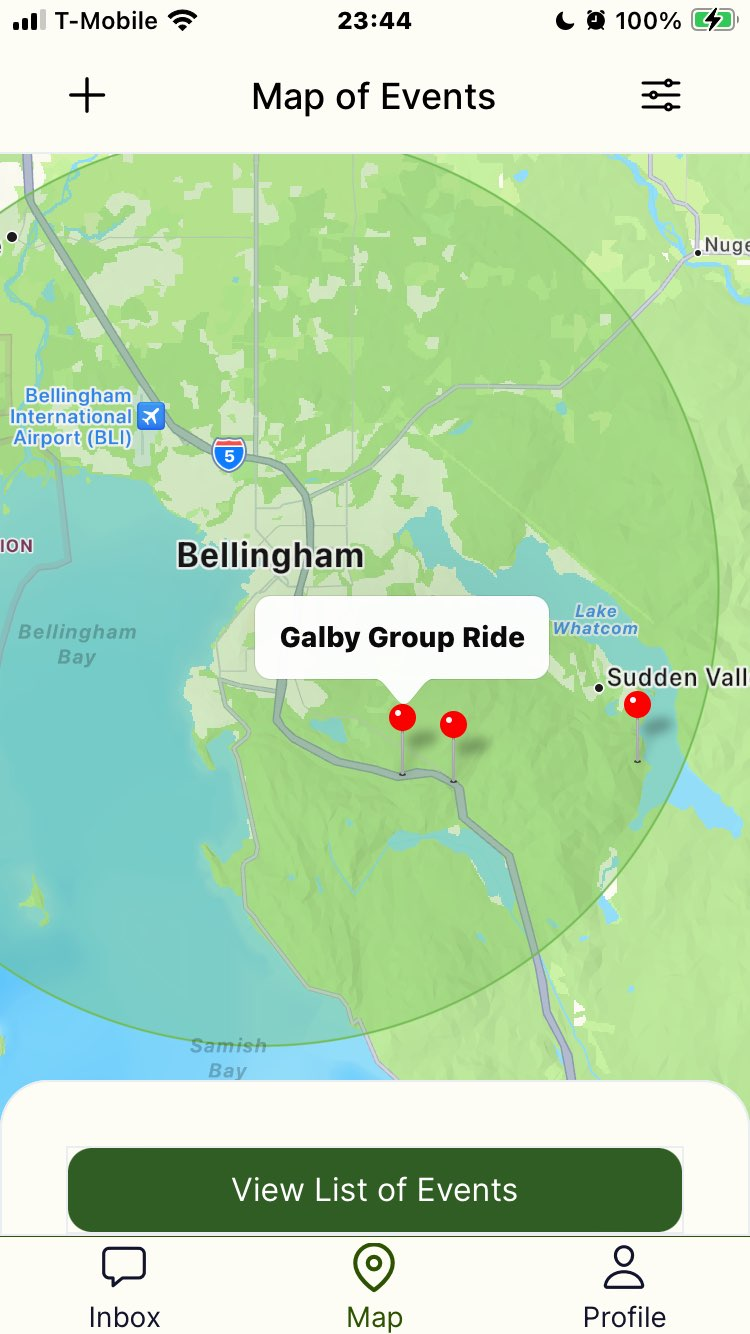 T-Mobile 23:44 100%
Map of Events
Nuge
Bellingham
International
Airport (BLI)
5
ION
Bellingham
Bellingham
Bay
Lake
Whatcom
Galby Group Ride
Sudden Vall
Samish
Bay
View List of Events
Inbox Map Profile